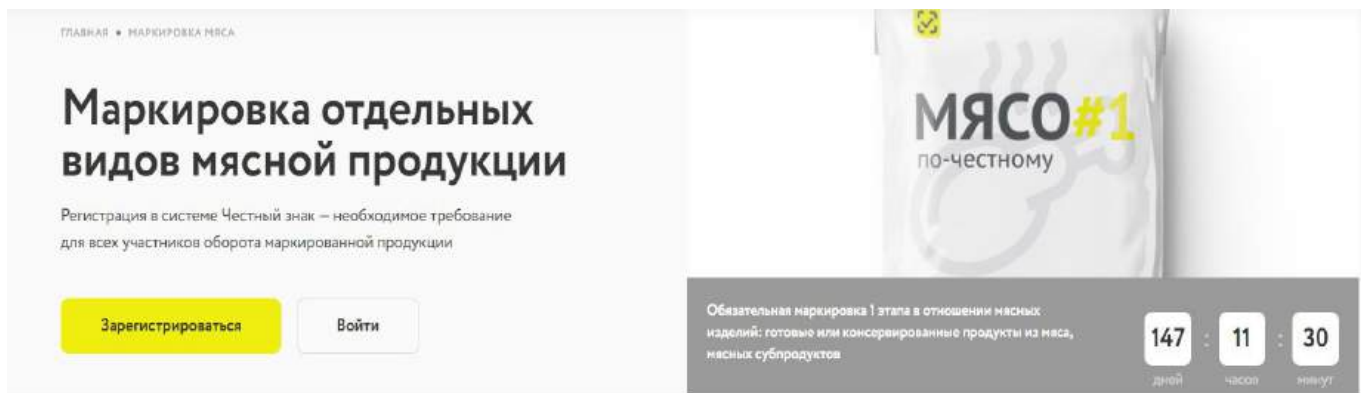 ГЛАВНАЯ • МАРКИРОВКА МЯСА
Маркировка отдельных
видов мясной продукции
Регистрация в системе Честный знак – необходимое требование
для всех участников оборота маркированной продукции
Зарегистрироваться
Войти
МЯСО#1
по-честному
Обязательная маркировка 1 этапа в отношении мясных
изделий: готовые или консервированные продукты из мяса,
мясных субпродуктов
147 : 11 : 30
дней часов минут